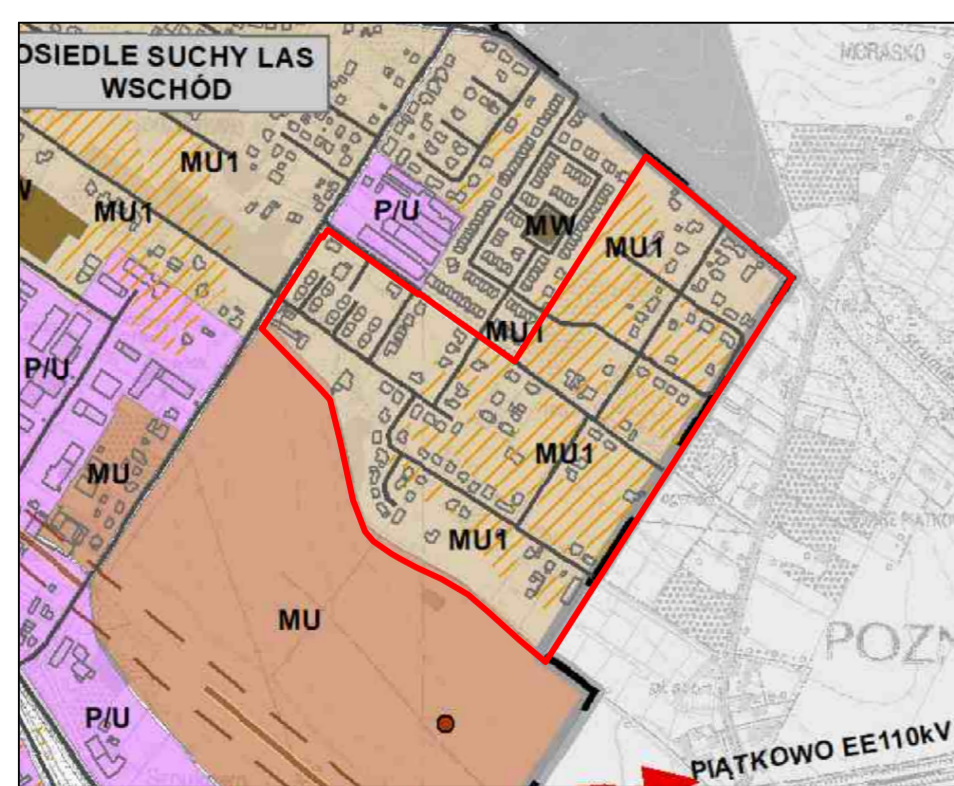 OSIEDLE SUCHY LAS
WSCHÓD
MORASKO
MU1
P/U
MU1
MW
MU1
MU1
P/U
MU
MU1
MU1
MU
POZN
P/U
PIĄTKOWO EE110kV